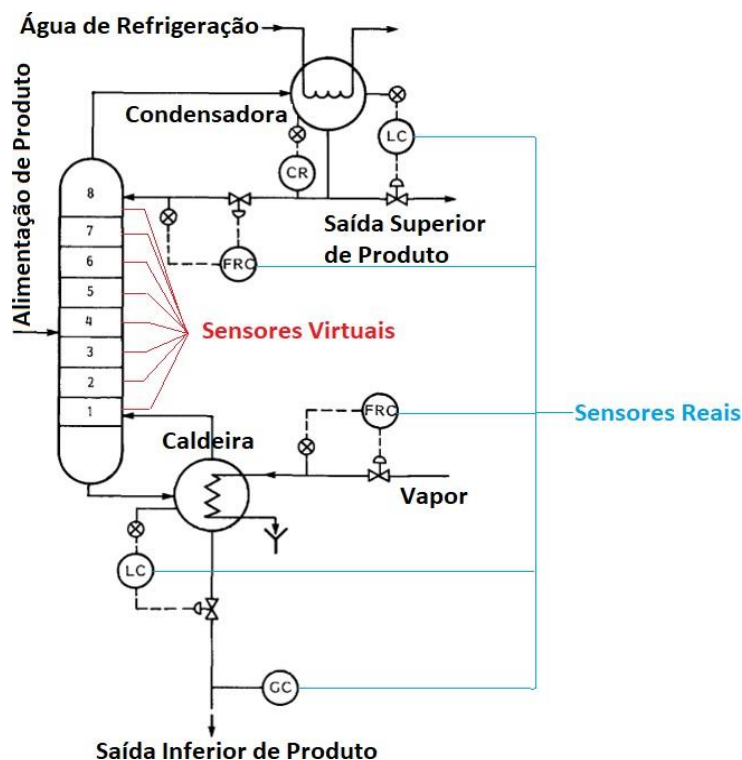 Água de Refrigeração
Alimentação de Produto
Condensadora
LC
CR
8
7
6
5
4
3
2
1
Saída Superior
de Produto
FRC
Sensores Virtuais
FRC
Sensores Reais
Caldeira
Vapor
LC
GC
Saída Inferior de Produto